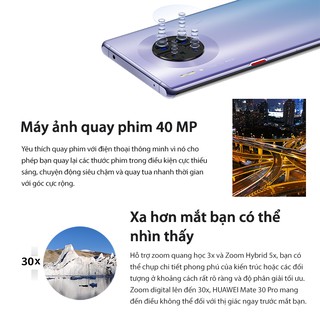 Máy ảnh quay phim 40 MP
Yêu thích quay phim với điện thoại thông minh vì nó cho
phép bạn quay lại các thước phim trong điều kiện cực thiếu
sáng, chuyện động siêu chậm và quay tua nhanh thời gian
với góc cực rộng.
Xa hơn mắt bạn có thể
nhìn thấy
30x
Hỗ trợ zoom quang học 3x và Zoom Hybrid 5x, bạn có
thể chụp chi tiết phong phú của kiến trúc hoặc các đối
tượng ở khoảng cách rất rõ ràng và độ phân giải tối ưu.
Zoom digital lên đến 30x, HUAWEI Mate 30 Pro mang
đến điều không thể đối với thị giác ngay trước mắt bạn.